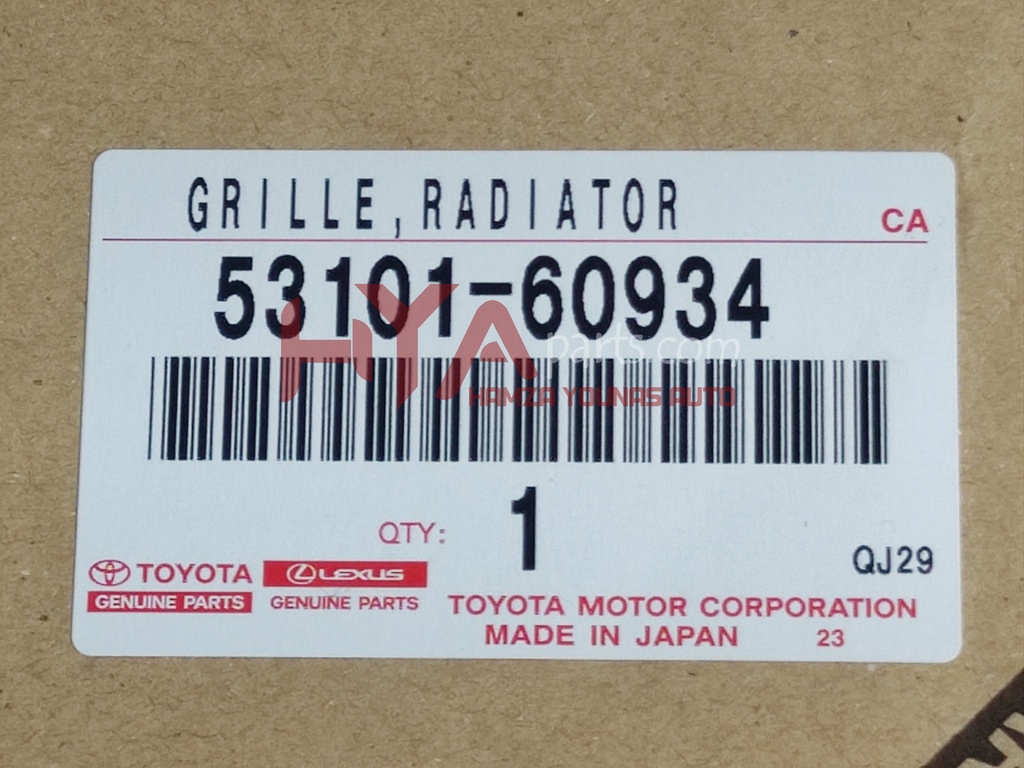 GRILLE,RADIATOR
CA
53101-60934
HYA parts.com
HAMZA YOUNAS AUTO
QTY: 1
QJ29
TOYOTA LEXUS
GENUINE PARTS GENUINE PARTS
TOYOTA MOTOR CORPORATION
MADE IN JAPAN 23